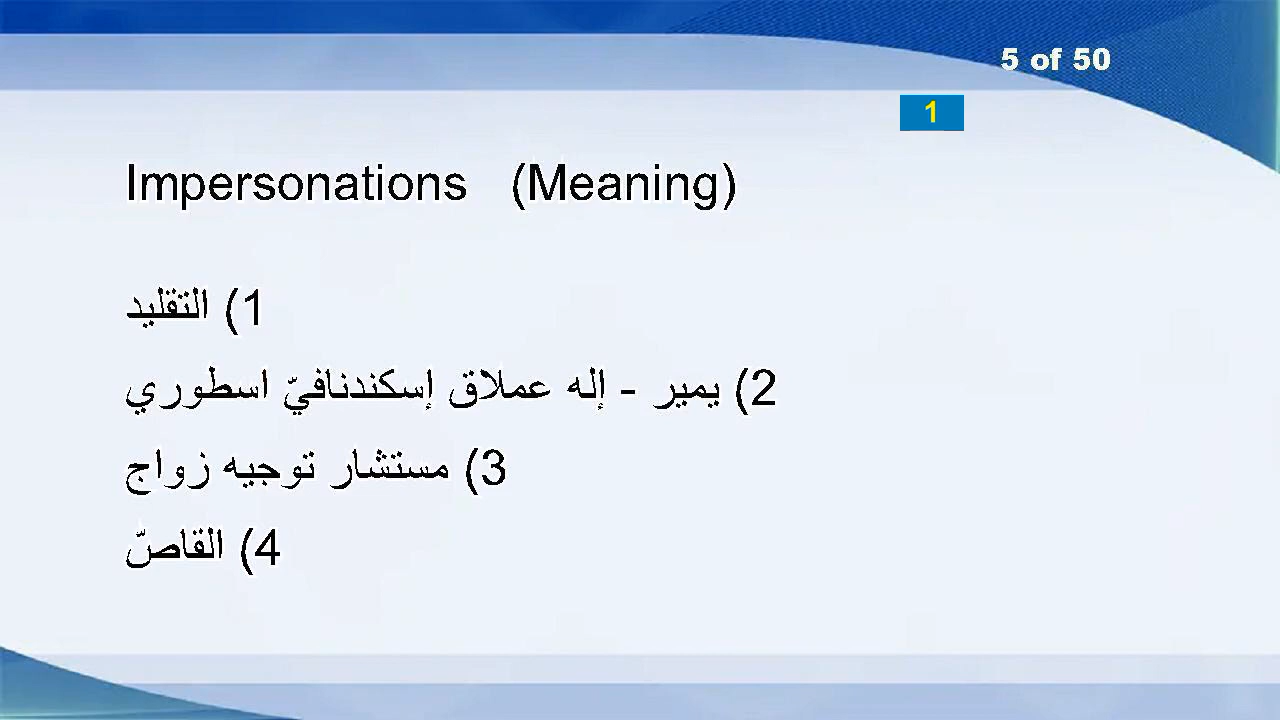 5 of 50
1
Impersonations (Meaning)
1) التقليد
2) يمير - إله عملاق إسكندنافيّ اسطوري
3) مستشار توجيه زواج
4) القاصّ